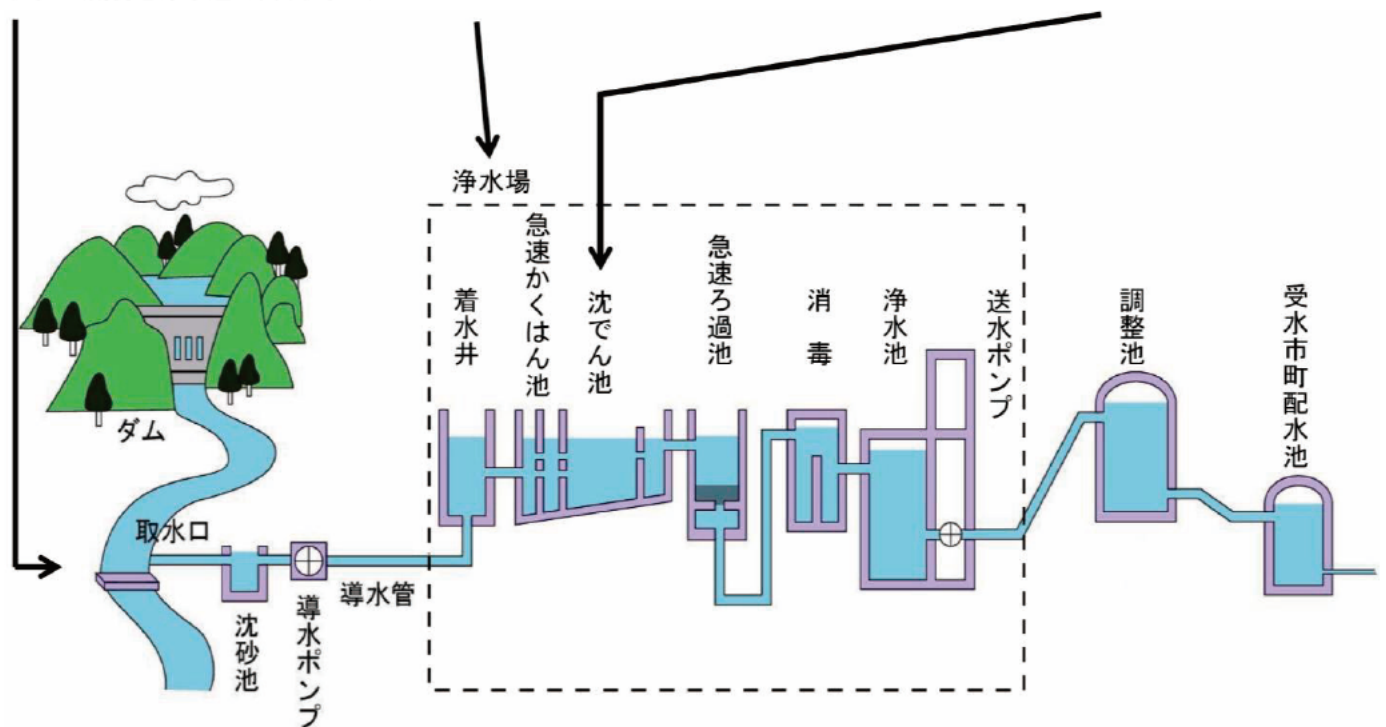 浄水場
ダム
取水口
沈砂池
導水ポンプ
導水管
着水井
急速かくはん池
沈でん池
急速ろ過池
消毒
浄水池
送水ポンプ
調整池
受水市町配水池